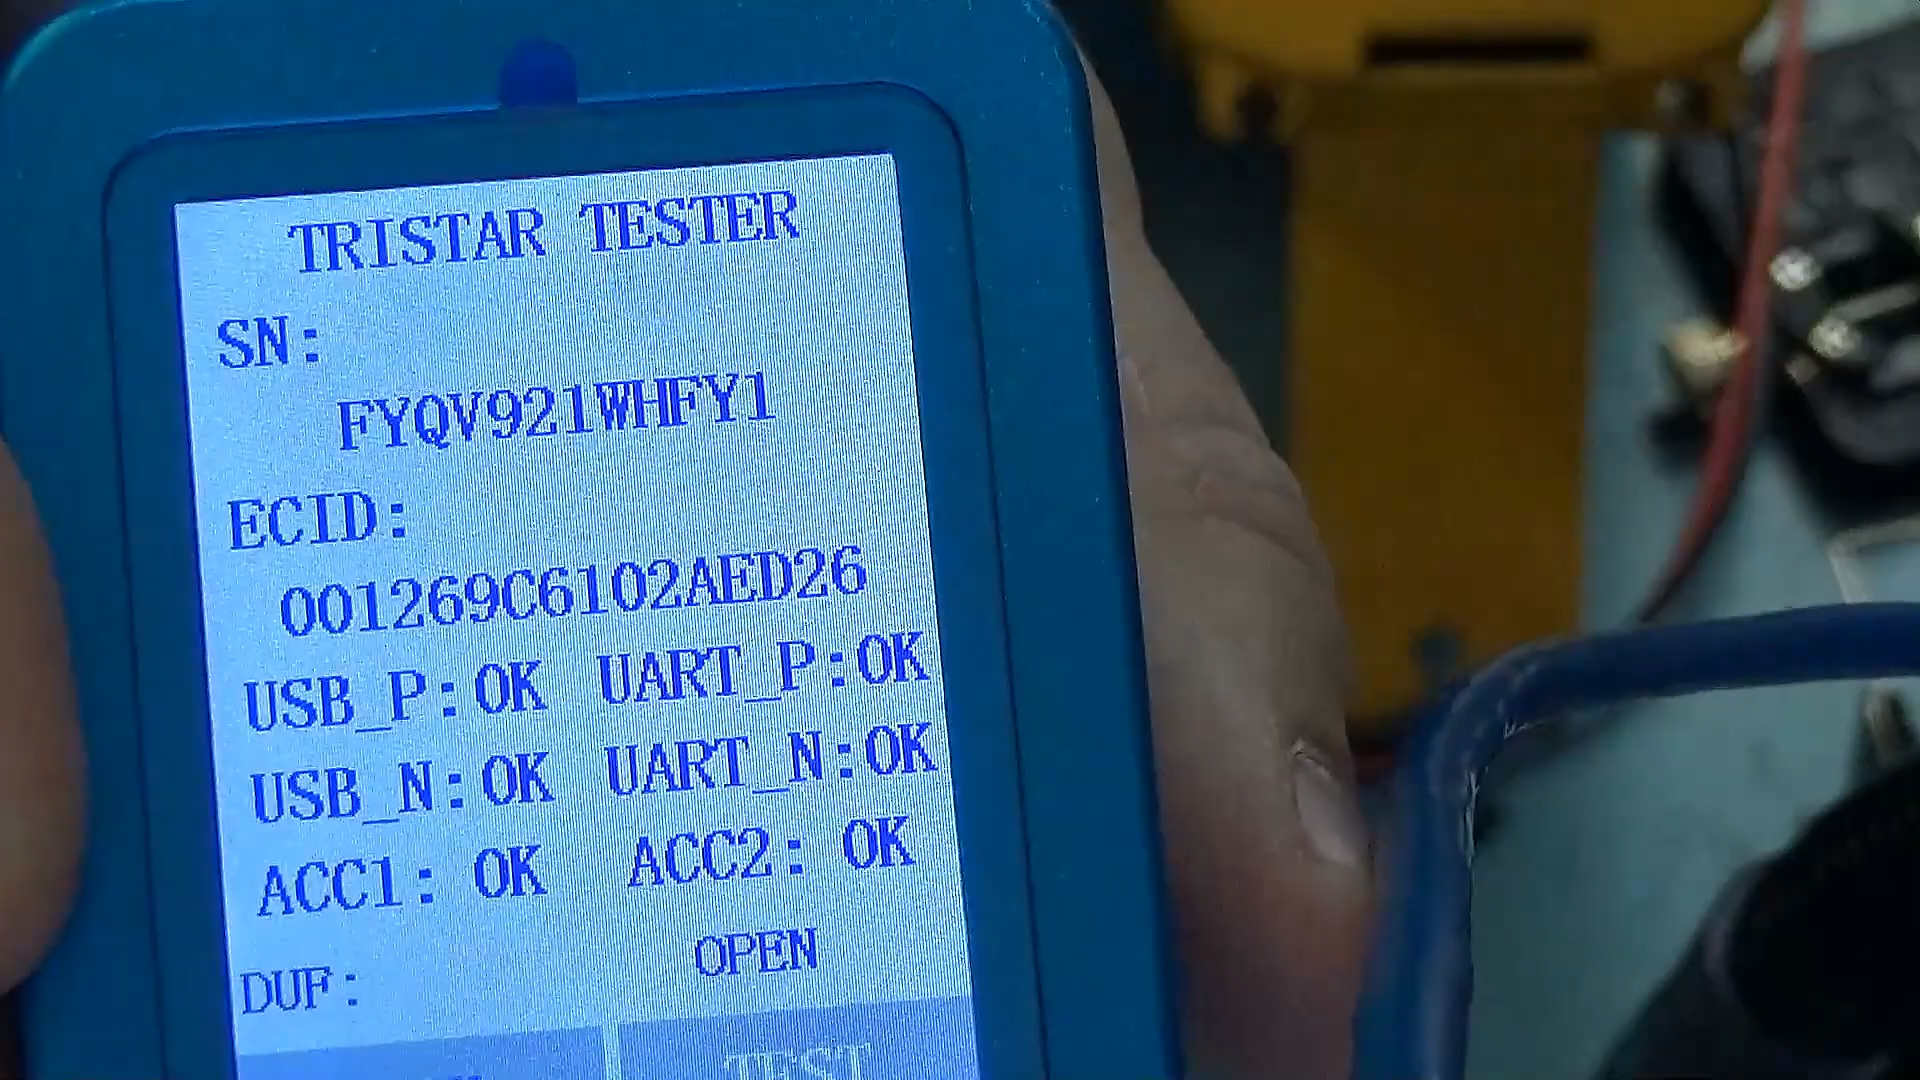 TRISTAR TESTER
SN:
FYQV921WHFY1
ECID:
001269C6102AED26
USB_P:OK UART_P:OK
USB_N:OK UART_N:OK
ACC1: OK ACC2: OK
DUF: OPEN
TEST